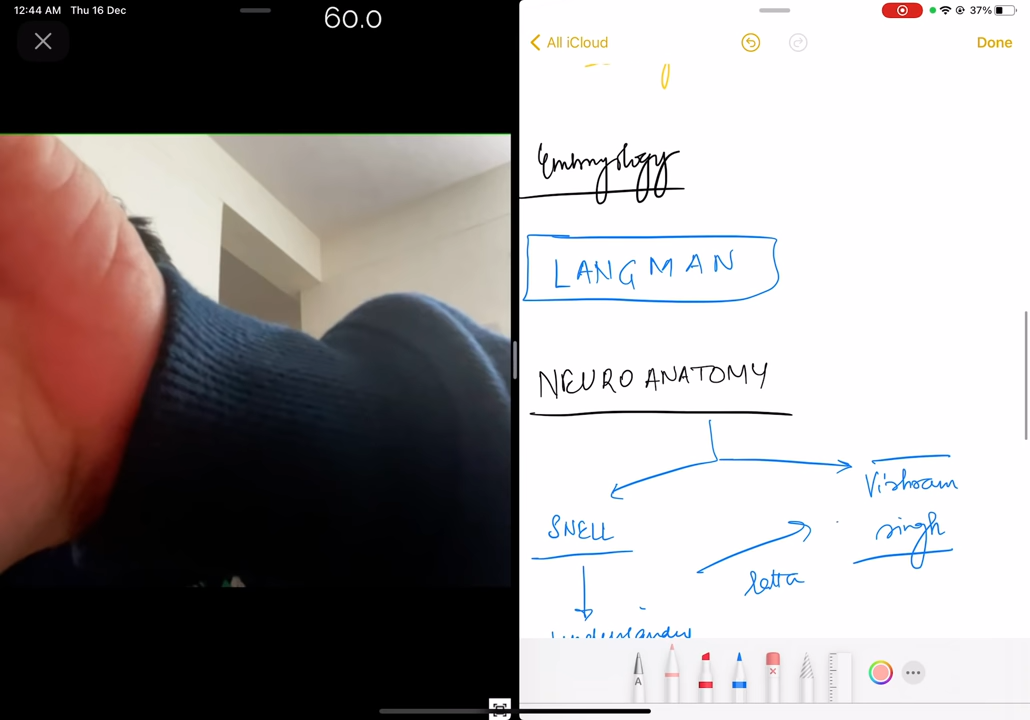 12:44 AM Thu 16 Dec
60.0
37%
All iCloud
Done
Embryology
LANGMAN
NEURO ANATOMY
Vishram
singh
SNELL
A